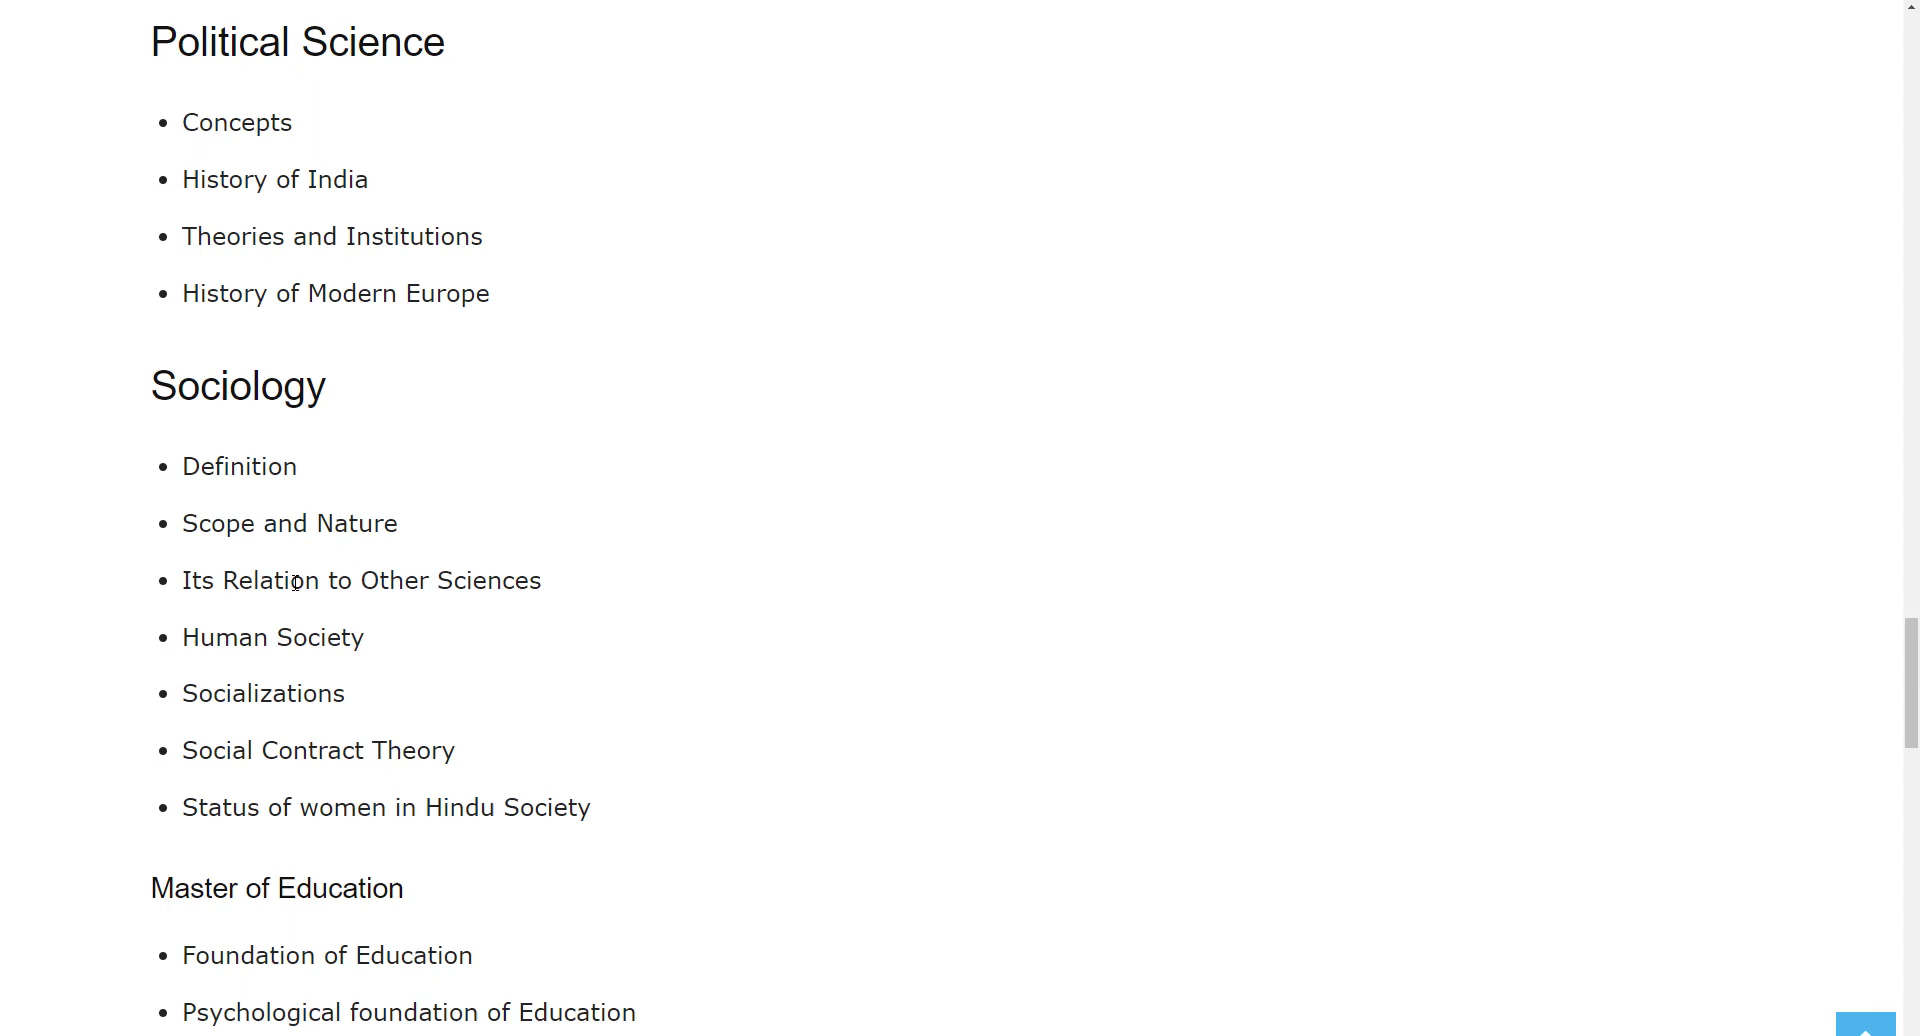 Political Science
Concepts
History of India
Theories and Institutions
History of Modern Europe
Sociology
Definition
Scope and Nature
Its Relation to Other Sciences
Human Society
Socializations
Social Contract Theory
Status of women in Hindu Society
Master of Education
Foundation of Education
Psychological foundation of Education